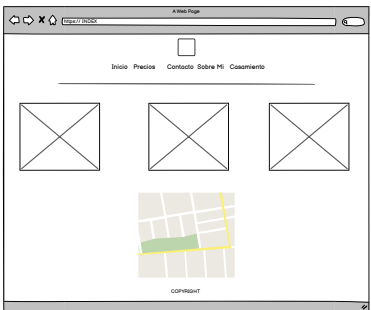 A Web Page
https:// INDEX
Inicio Precios Contacto Sobre Mi Casamiento
COPYRIGHT